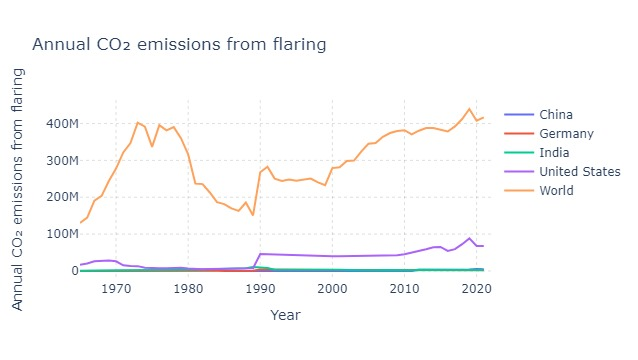 Annual CO₂ emissions from flaring
Annual CO₂ emissions from flaring
400M
300M
200M
100M
0
1970 1980 1990 2000 2010 2020
Year
China
Germany
India
United States
World